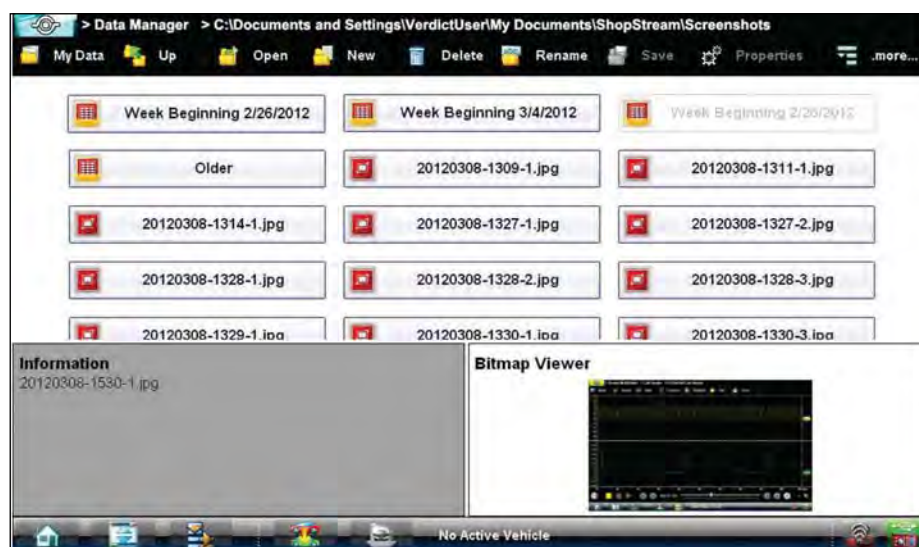 > Data Manager > C:\Documents and Settings\VerdictUser\My Documents\ShopStream\Screenshots
My Data Up Open New Delete Rename Save Properties .more...
Week Beginning 2/26/2012 Week Beginning 3/4/2012 Week Beginning 2/26/2012
Older 20120308-1309-1.jpg 20120308-1311-1.jpg
20120308-1314-1.jpg 20120308-1327-1.jpg 20120308-1327-2.jpg
20120308-1328-1.jpg 20120308-1328-2.jpg 20120308-1328-3.jpg
20120308-1329-1.jpg 20120308-1330-1.jpg 20120308-1330-3.jpg
Information Bitmap Viewer
20120308-1530-1.jpg
No Active Vehicle